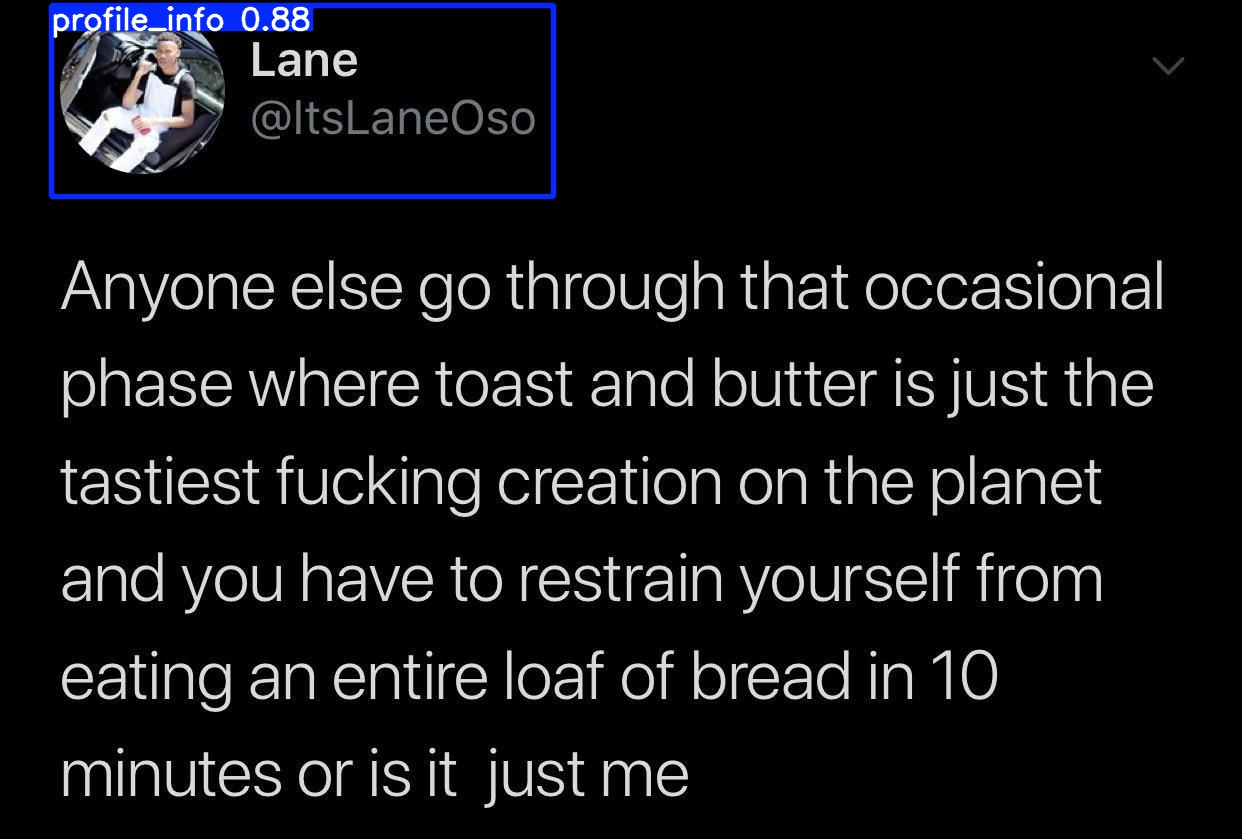 profile_info 0.88
Lane
@ItsLaneOso
Anyone else go through that occasional
phase where toast and butter is just the
tastiest fucking creation on the planet
and you have to restrain yourself from
eating an entire loaf of bread in 10
minutes or is it  just me